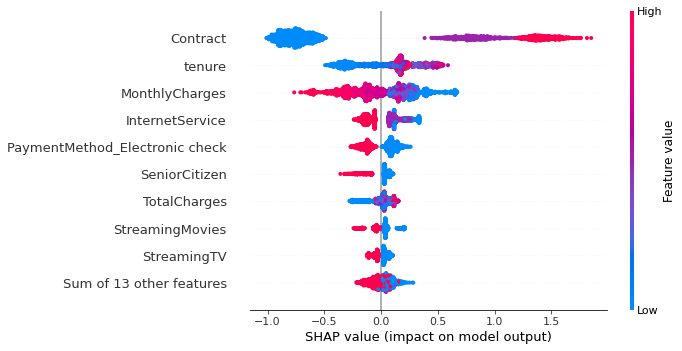 High
Contract
tenure
MonthlyCharges
InternetService
PaymentMethod_Electronic check
SeniorCitizen
TotalCharges
StreamingMovies
StreamingTV
Sum of 13 other features
Feature value
Low
−1.0 −0.5 0.0 0.5 1.0 1.5
SHAP value (impact on model output)